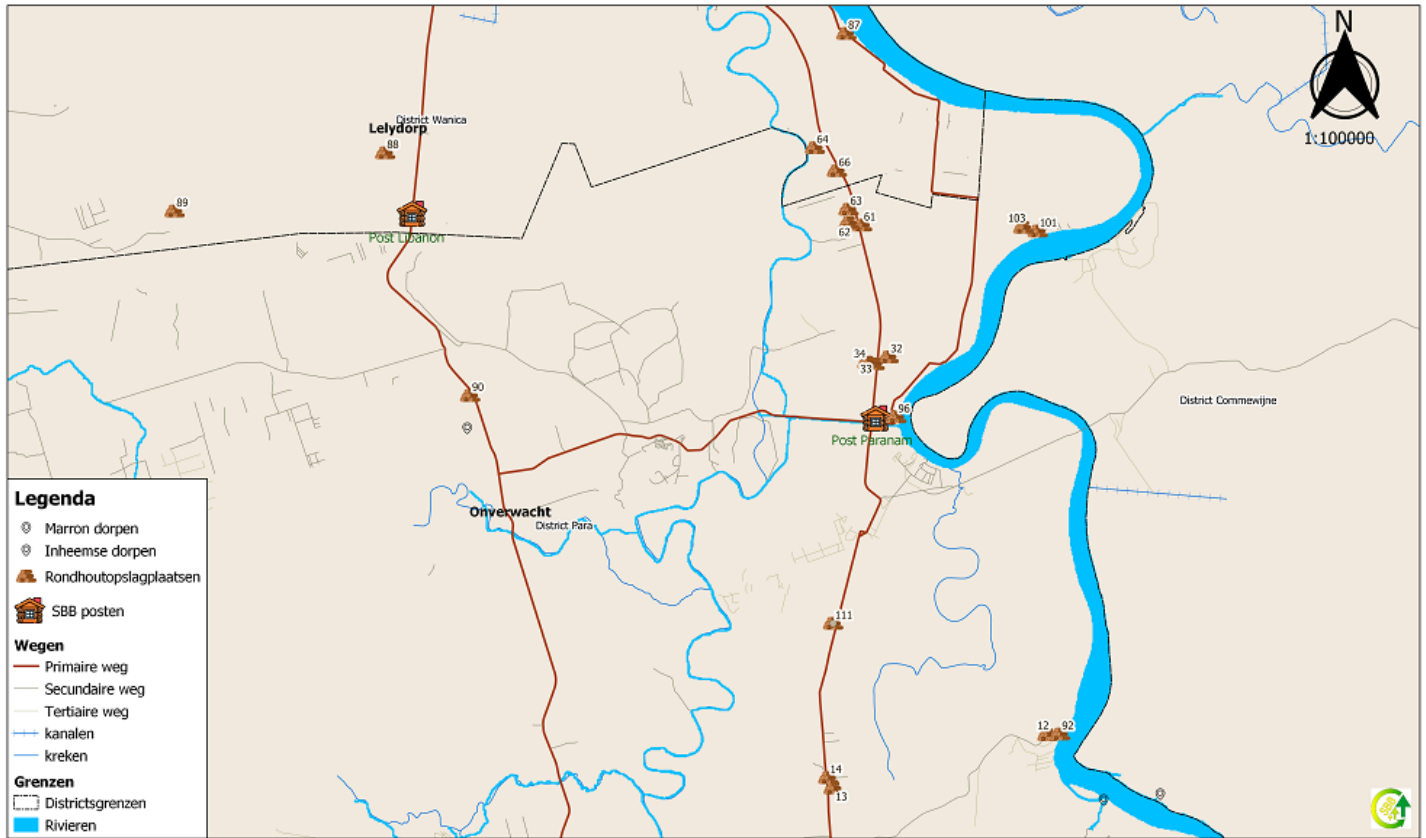 N
1:100000
87
District Wanica
Lelydorp
88
64
66
89
63
61
62
103
101
Post Libanon
34
32
33
90
96
District Commewijne
Post Paranam
Onverwacht
District Para
111
12
92
14
13
Legenda
Marron dorpen
Inheemse dorpen
Rondhoutopslagplaatsen
SBB posten
Wegen
Primaire weg
Secundaire weg
Tertiaire weg
kanalen
kreken
Grenzen
Districtsgrenzen
Rivieren